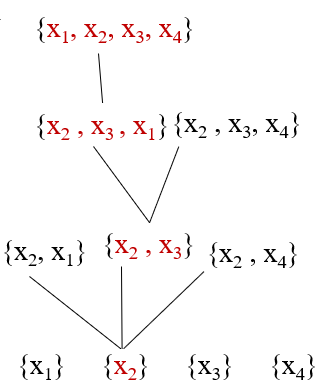 {x₁, x₂, x₃, x₄}
{x₂ , x₃ , x₁} {x₂ , x₃, x₄}
{x₂, x₁} {x₂ , x₃} {x₂ , x₄}
{x₁} {x₂} {x₃} {x₄}